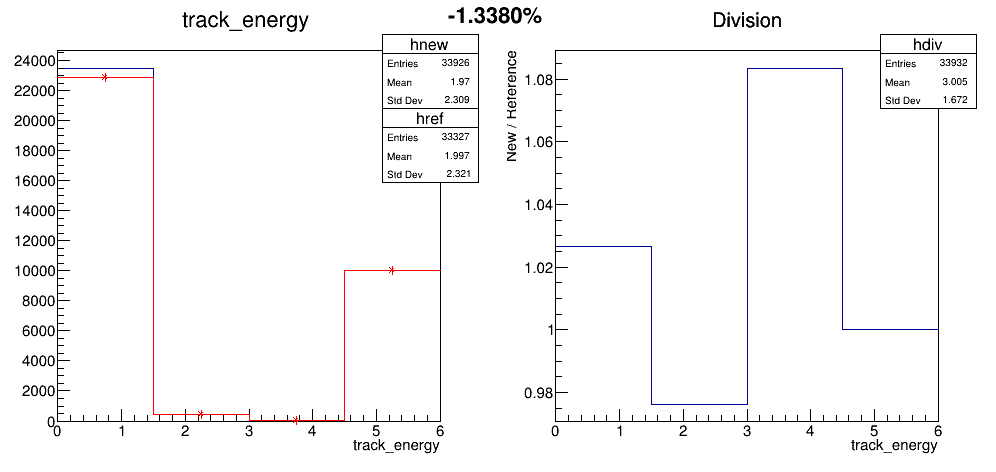 -1.3380%
track_energy
hnew
Entries 33926
Mean 1.97
Std Dev 2.309
href
Entries 33327
Mean 1.997
Std Dev 2.321
24000
22000
20000
18000
16000
14000
12000
10000
8000
6000
4000
2000
0
0 1 2 3 4 5 6
track_energy
Division
hdiv
Entries 33932
Mean 3.005
Std Dev 1.672
New / Reference
1.08
1.06
1.04
1.02
1
0.98
0 1 2 3 4 5 6
track_energy